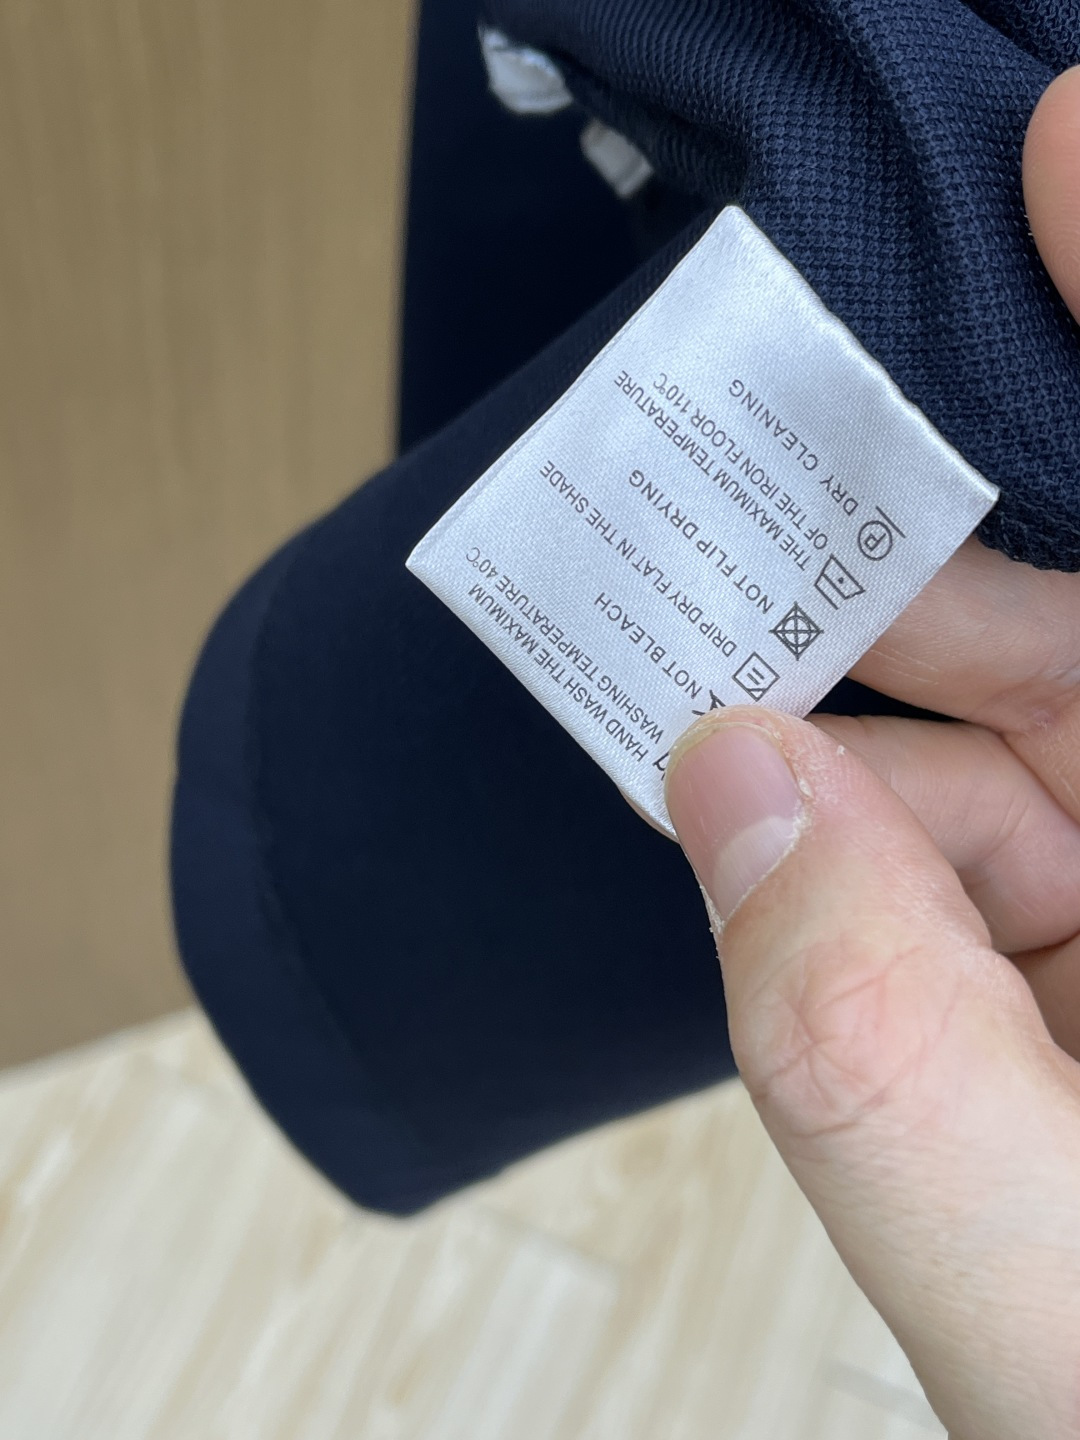 HAND WASH THE MAXIMUM
WASHING TEMPERATURE 40℃
NOT BLEACH
DRIP DRY FLAT IN THE SHADE
NOT FLIP DRYING
THE MAXIMUM TEMPERATURE
OF THE IRON FLOOR 110℃
P DRY CLEANING